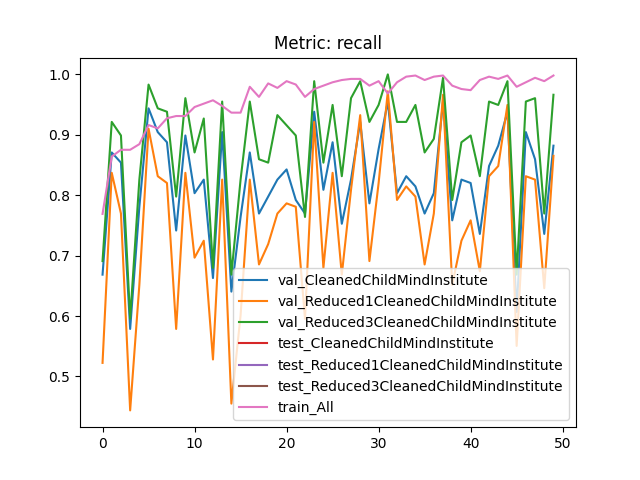 Metric: recall
1.0
0.9
0.8
0.7
0.6
0.5
0
10
20
30
40
50
val_CleanedChildMindInstitute
val_Reduced1CleanedChildMindInstitute
val_Reduced3CleanedChildMindInstitute
test_CleanedChildMindInstitute
test_Reduced1CleanedChildMindInstitute
test_Reduced3CleanedChildMindInstitute
train_All